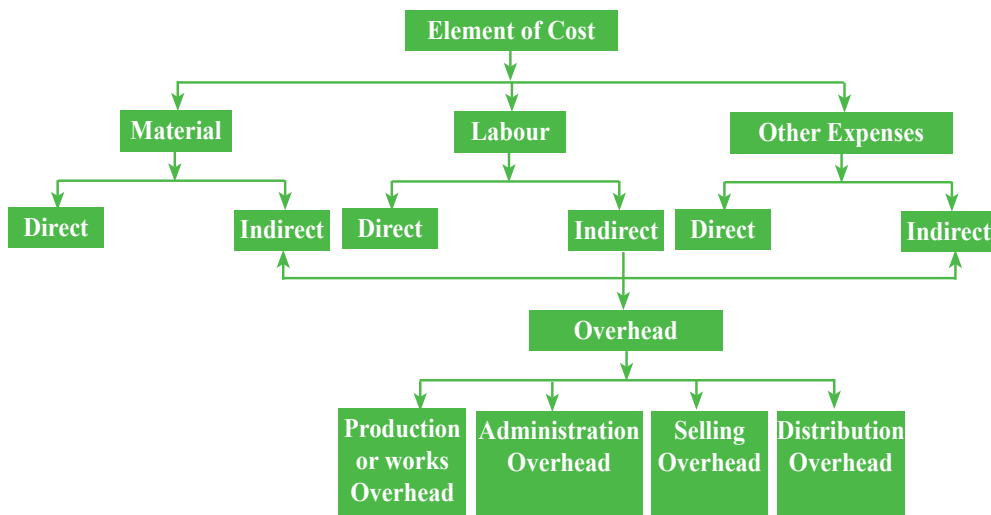 Element of Cost
Material
Labour
Other Expenses
Direct
Indirect
Direct
Indirect
Direct
Indirect
Overhead
Production
or works
Overhead
Administration
Overhead
Selling
Overhead
Distribution
Overhead